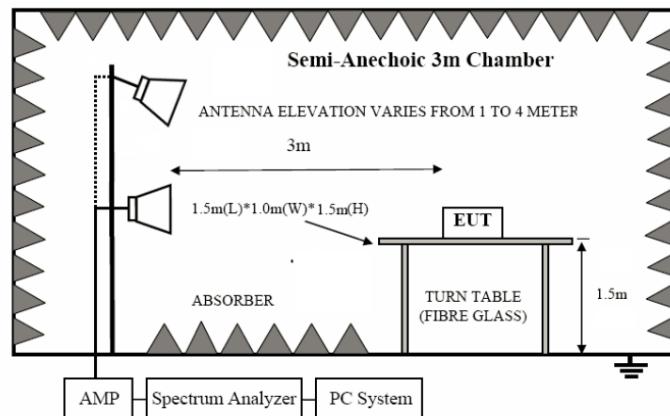 Semi-Anechoic 3m Chamber
ANTENNA ELEVATION VARIES FROM 1 TO 4 METER
3m
1.5m(L)*1.0m(W)*1.5m(H)
EUT
ABSORBER
TURN TABLE
(FIBRE GLASS)
1.5m
AMP
Spectrum Analyzer
PC System